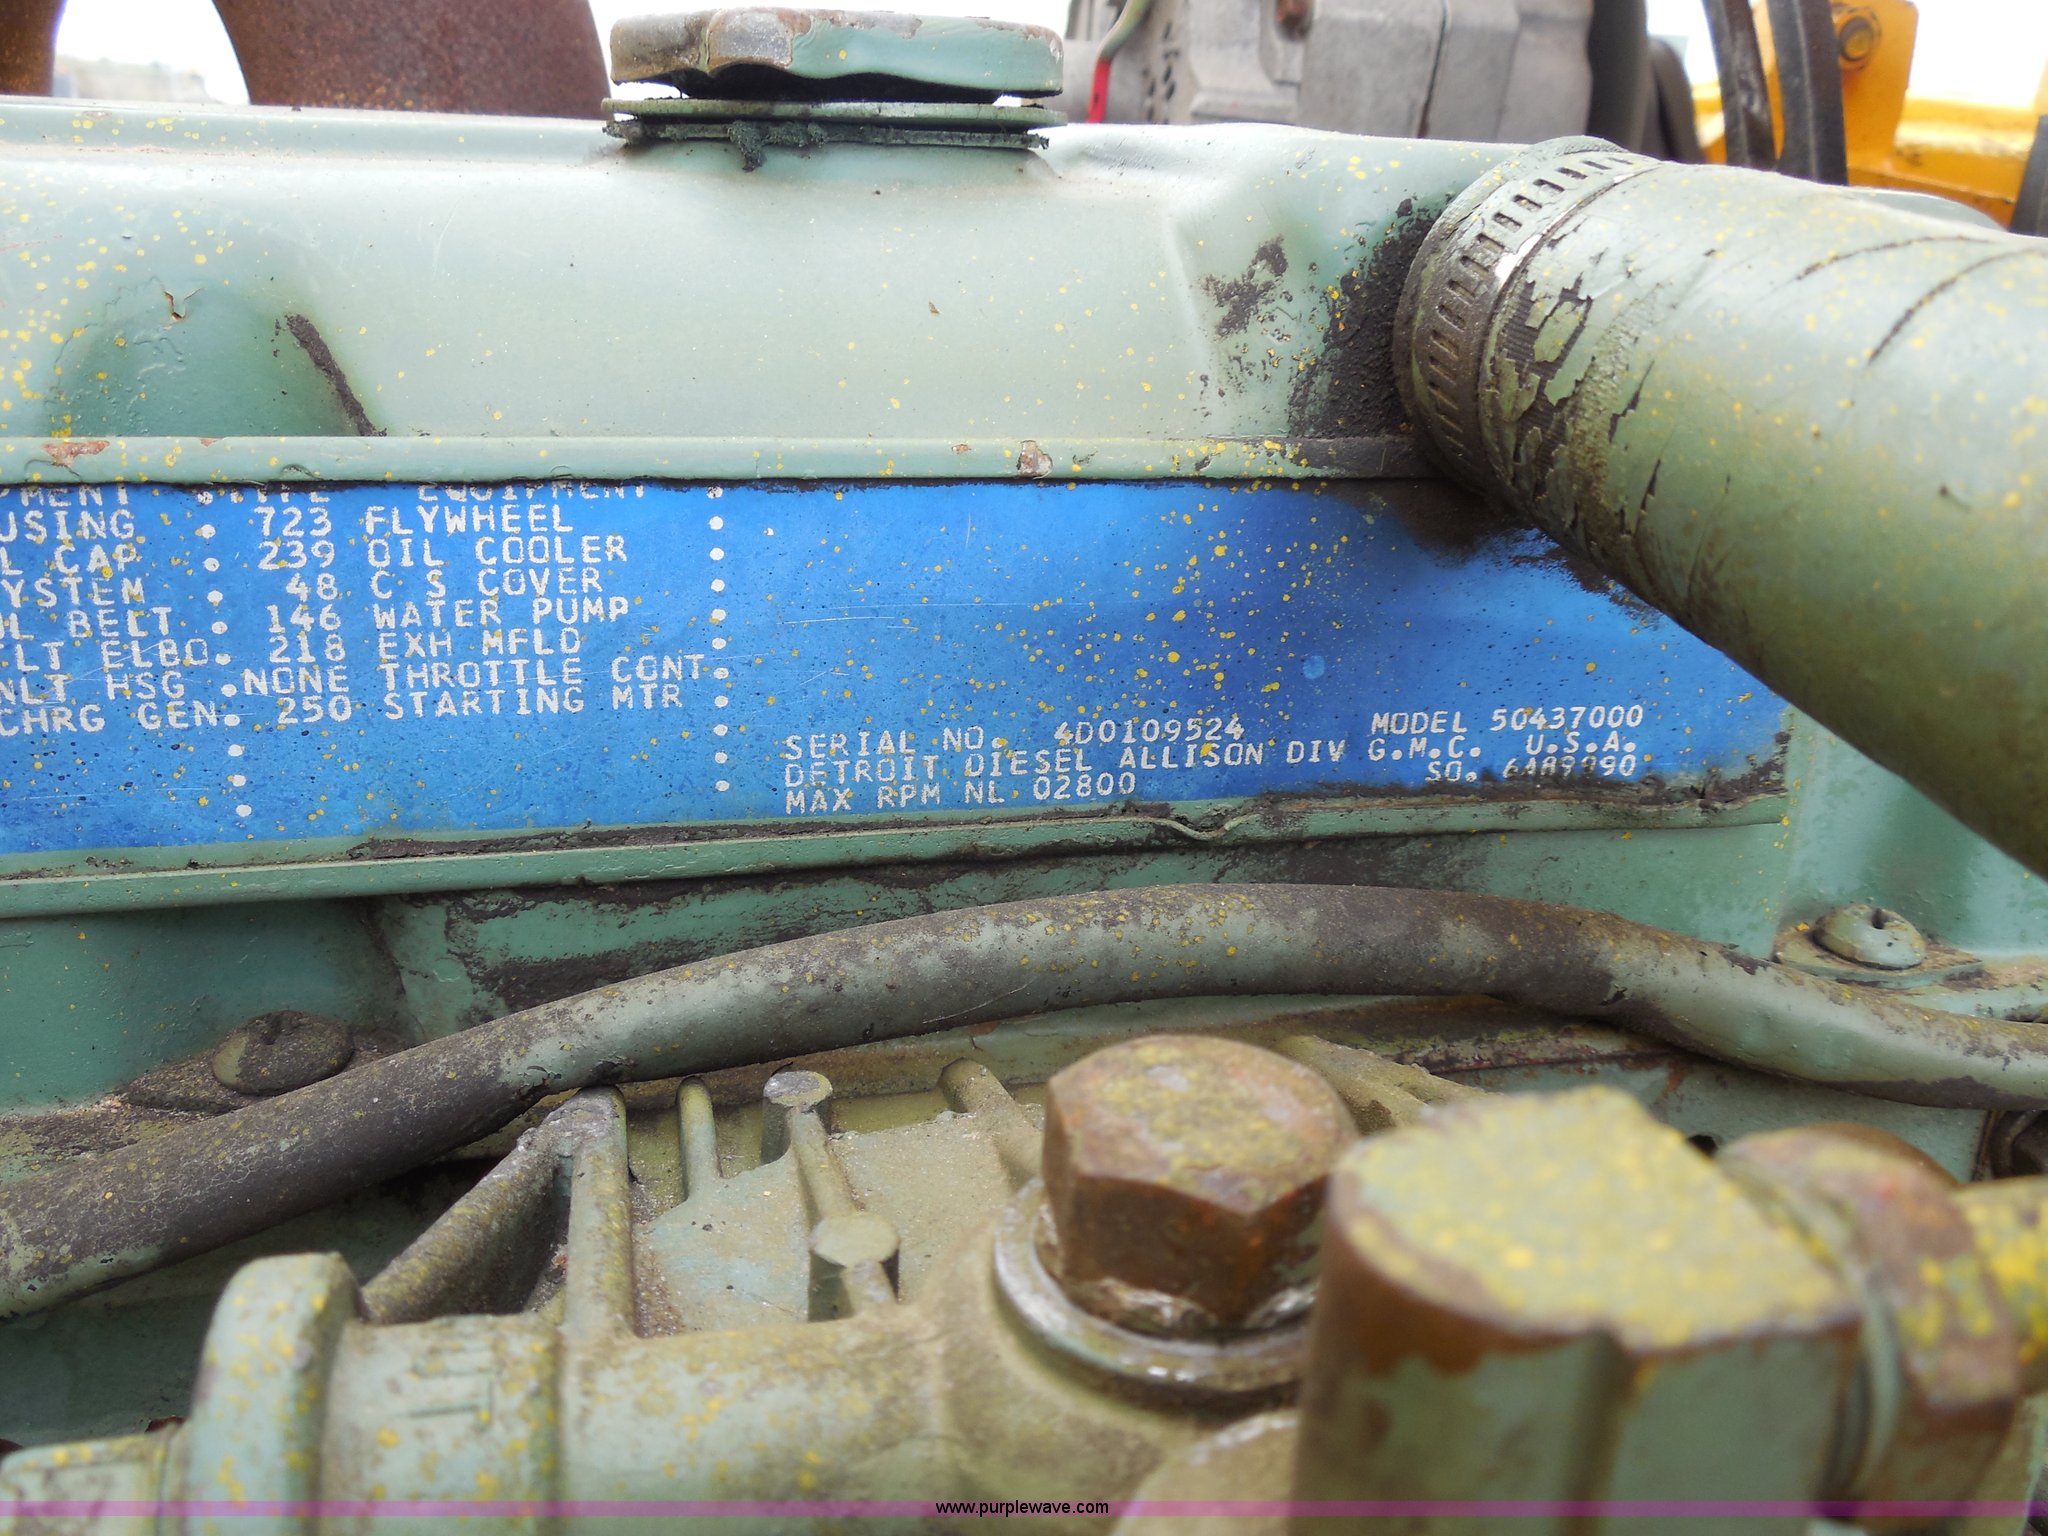 EQUIPMENT
USING . 723 FLYWHEEL
L CAP . 239 OIL COOLER
YSTEM . 48 C S COVER
BELT . 146 WATER PUMP
LT ELBO. 218 EXH MFLD
NLT HSG .NONE THROTTLE CONT.
CHRG GEN. 250 STARTING MTR
SERIAL NO. 4D0109524 MODEL 50437000
DETROIT DIESEL ALLISON DIV G.M.C. U.S.A.
MAX RPM NL 02800 SO.
www.purplewave.com